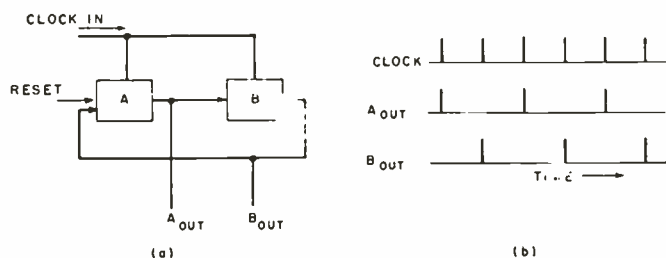 CLOCK IN
RESET
A
B
A OUT
B OUT
(a)
CLOCK
A OUT
B OUT
(b)